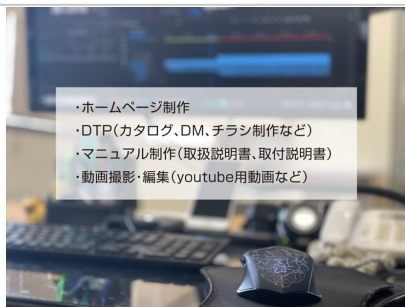 ・ホームページ制作
・DTP(カタログ、DM、チラシ制作など)
・マニュアル制作(取扱説明書、取付説明書)
・動画撮影・編集(youtube用動画など)